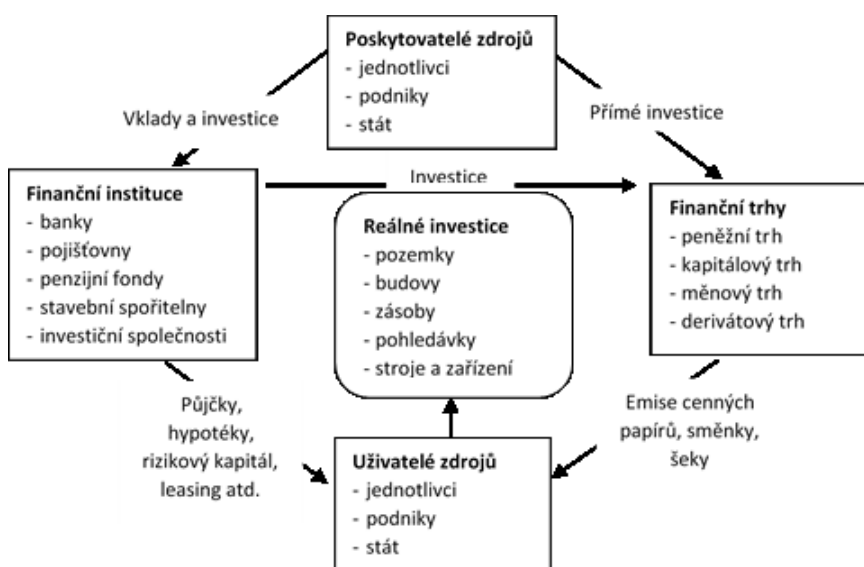 Poskytovatelé zdrojů
- jednotlivci
- podniky
- stát
Vklady a investice
Přímé investice
Investice
Finanční instituce
- banky
- pojišťovny
- penzijní fondy
- stavební spořitelny
- investiční společnosti
Reálné investice
- pozemky
- budovy
- zásoby
- pohledávky
- stroje a zařízení
Finanční trhy
- peněžní trh
- kapitálový trh
- měnový trh
- derivátový trh
Půjčky,
hypotéky,
rizikový kapitál,
leasing atd.
Emise cenných
papírů, směnky,
šeky
Uživatelé zdrojů
- jednotlivci
- podniky
- stát